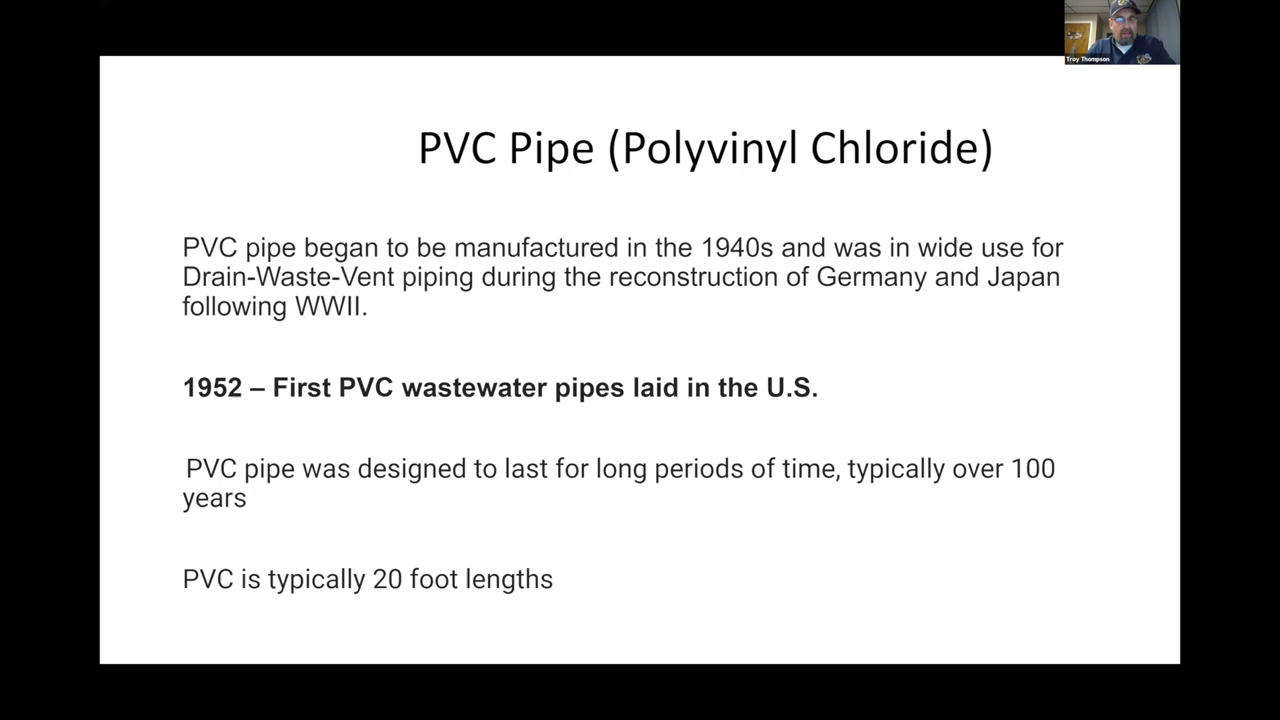 Troy Thompson
PVC Pipe (Polyvinyl Chloride)
PVC pipe began to be manufactured in the 1940s and was in wide use for
Drain-Waste-Vent piping during the reconstruction of Germany and Japan
following WWII.
1952 – First PVC wastewater pipes laid in the U.S.
PVC pipe was designed to last for long periods of time, typically over 100
years
PVC is typically 20 foot lengths